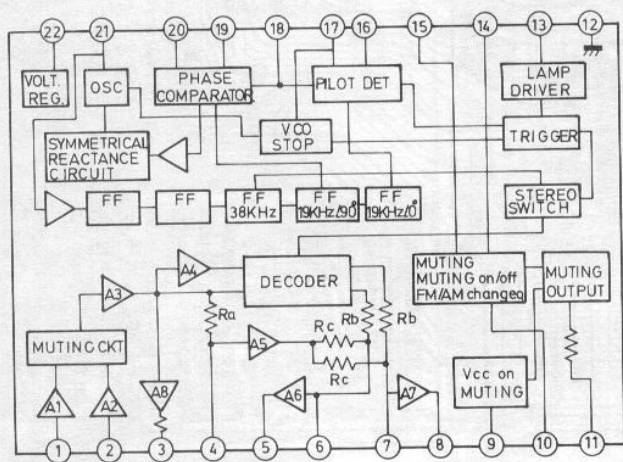 22
21
20
19
18
17
16
15
14
13
12
VOLT.
REG.
OSC
PHASE
COMPARATOR
PILOT DET
LAMP
DRIVER
VCO
STOP
TRIGGER
SYMMETRICAL
REACTANCE
CIRCUIT
FF
FF
FF
38KHz
FF
19KHz/90°
FF
19KHz/0°
STEREO
SWITCH
A3
A4
DECODER
MUTING
MUTING on/off
FM/AM changeq
MUTING
OUTPUT
Ra
Rb
Rb
MUTING CKT
A5
Rc
Rc
A1
A2
A8
A6
A7
Vcc on
MUTING
1
2
3
4
5
6
7
8
9
10
11